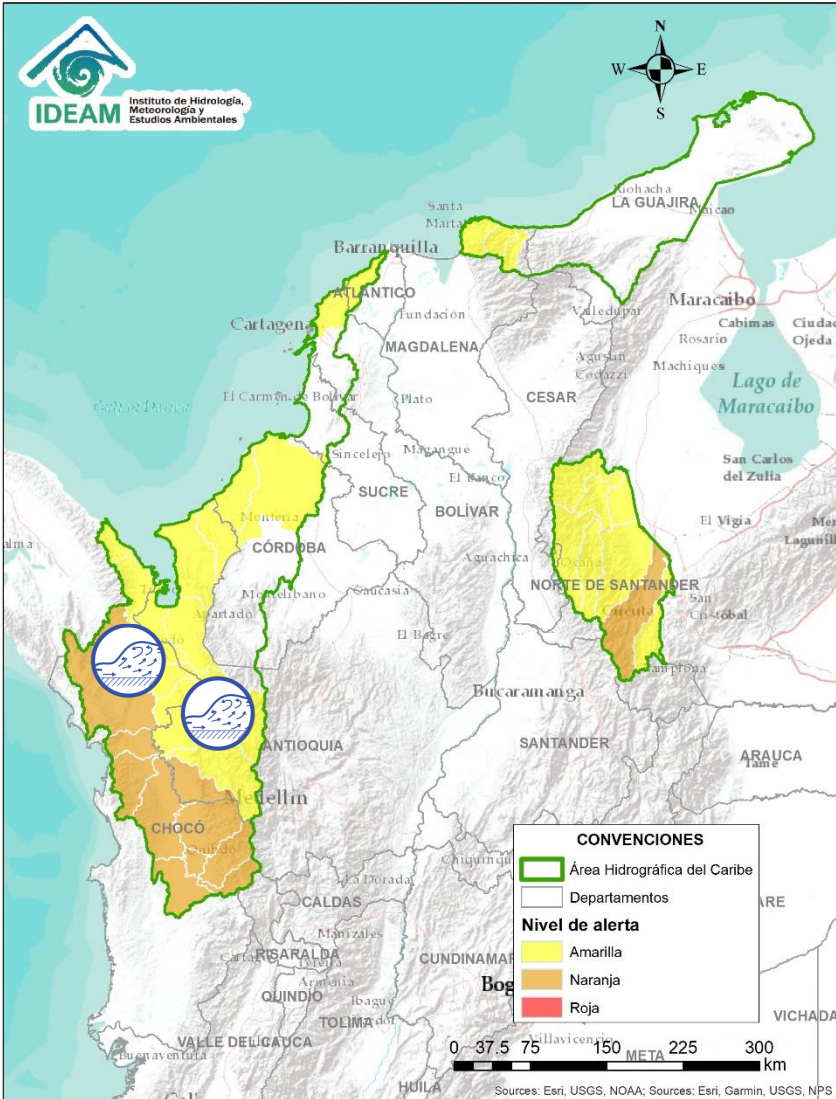 IDEAM
Instituto de Hidrología,
Meteorología y
Estudios Ambientales
N
W
E
S
Riohacha
LA GUAJIRA
Maicao
Santa
Marta
Barranquilla
ATLÁNTICO
Maracaibo
Cartagena
Fundación
Valledupar
Cabimas
Ciudad
Ojeda
Rosario
MAGDALENA
Machiques
Agustín
Codazzi
El Carmen de Bolívar
Plato
CESAR
Lago de
Maracaibo
Sincelejo
Magangue
San Carlos
del Zulia
El Banco
SUCRE
BOLÍVAR
Montería
El Vigía
CÓRDOBA
Aguachica
Ocaña
NORTE DE SANTANDER
Montelíbano
Caucasia
San
Cristóbal
Apartadó
Cúcuta
El Bagre
Pamplona
Bucaramanga
ANTIOQUIA
SANTANDER
ARAUCA
Tame
Medellín
CHOCÓ
Quibdó
La Dorada
CALDAS
Manizales
RISARALDA
Pereira
CUNDINAMAR
Armenia
QUINDÍO
Ibagué
TOLIMA
Bog
VALLE DEL CAUCA
Buenaventura
Villavicencio
META
VICHADA
HUILA
CONVENCIONES
Área Hidrográfica del Caribe
Departamentos
Nivel de alerta
Amarilla
Naranja
Roja
0 37.5 75 150 225 300
km
Sources: Esri, USGS, NOAA; Sources: Esri, Garmin, USGS, NPS